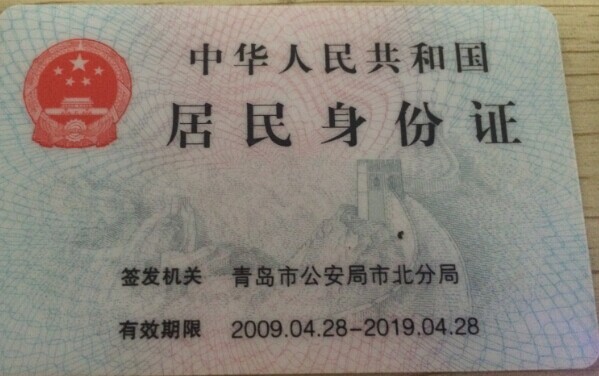 中华人民共和国
居民身份证
签发机关 青岛市公安局市北分局
有效期限 2009.04.28-2019.04.28